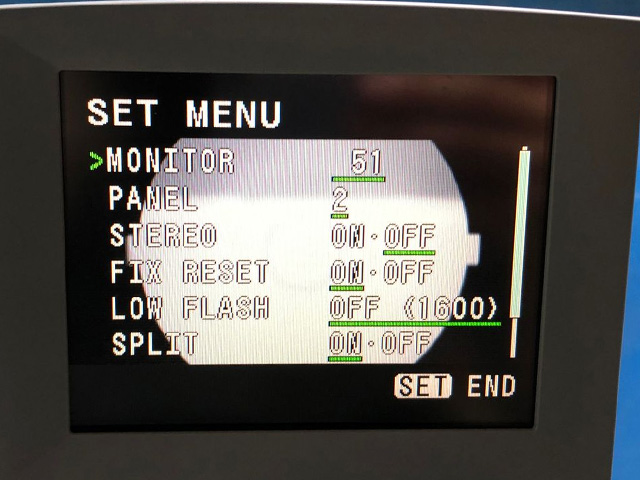 SET MENU
>MONITOR 51
PANEL 2
STEREO ON·OFF
FIX RESET ON·OFF
LOW FLASH OFF (1600)
SPLIT ON·OFF
SET END